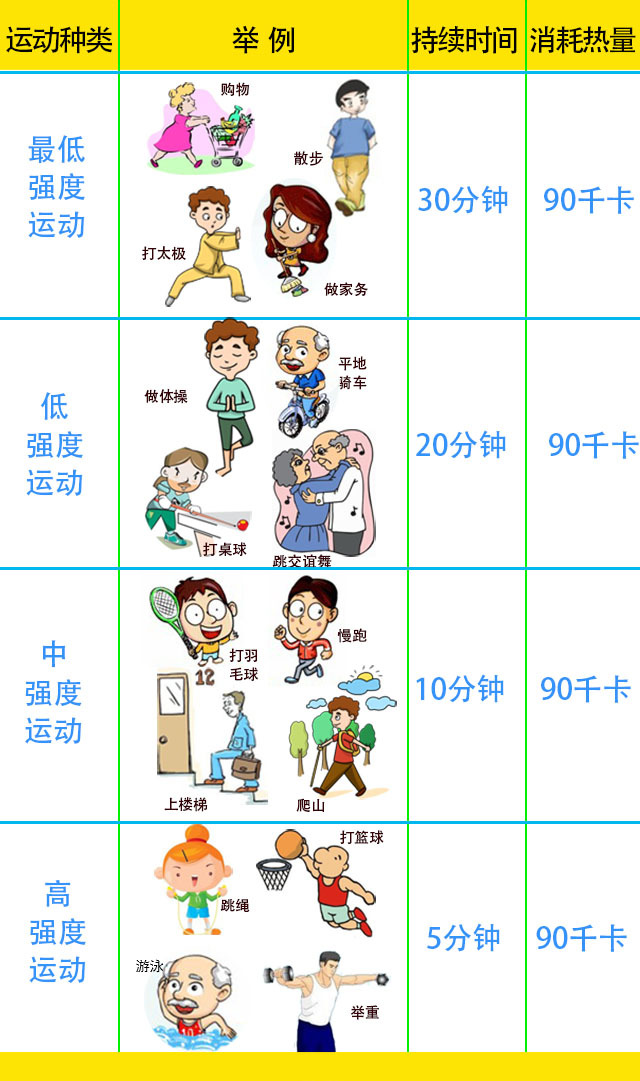 运动种类
举 例
持续时间
消耗热量
最低
强度
运动
购物
散步
打太极
做家务
30分钟
90千卡
低
强度
运动
做体操
平地
骑车
打桌球
跳交谊舞
20分钟
90千卡
中
强度
运动
打羽
毛球
慢跑
12
上楼梯
爬山
10分钟
90千卡
高
强度
运动
跳绳
打篮球
游泳
举重
5分钟
90千卡